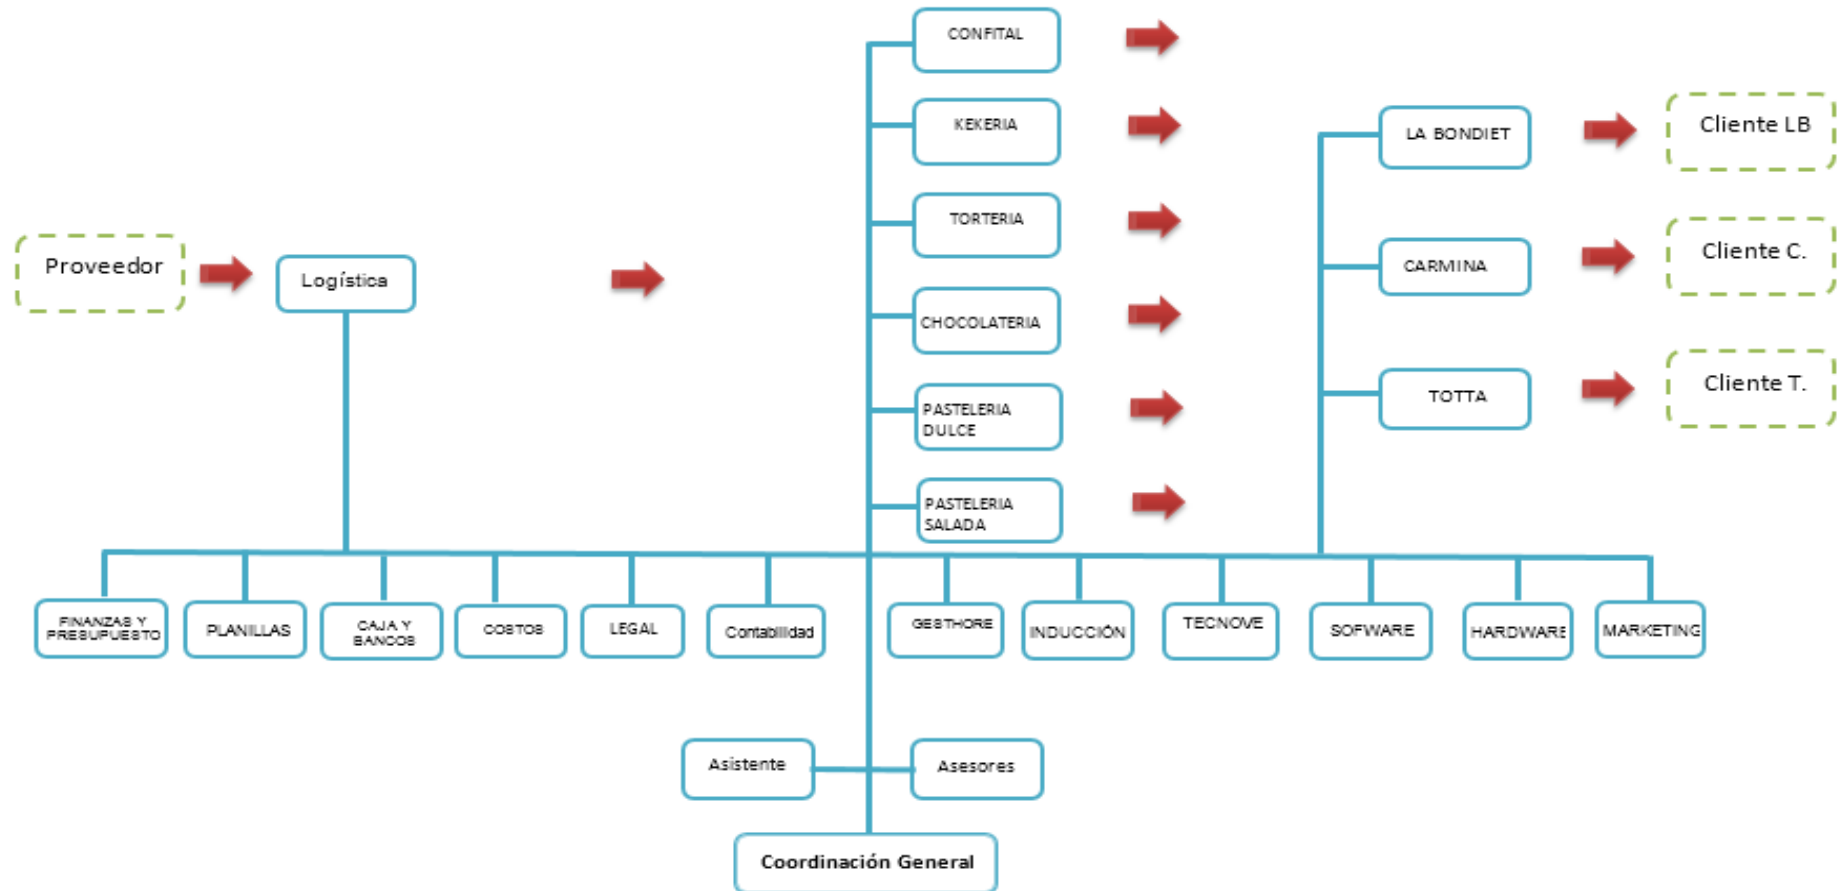 CONFITAL
KEKERIA
TORTERIA
CHOCOLATERIA
PASTELERIA
DULCE
PASTELERIA
SALADA
LA BONDIET
CARMINA
TOTTA
Cliente LB
Cliente C.
Cliente T.
Proveedor
Logística
FINANZAS Y
PRESUPUESTO
PLANILLAS
CAJA Y
BANCOS
COSTOS
LEGAL
Contabilidad
GESTHORE
INDUCCIÓN
TECNOVE
SOFWARE
HARDWARE
MARKETING
Asistente
Asesores
Coordinación General